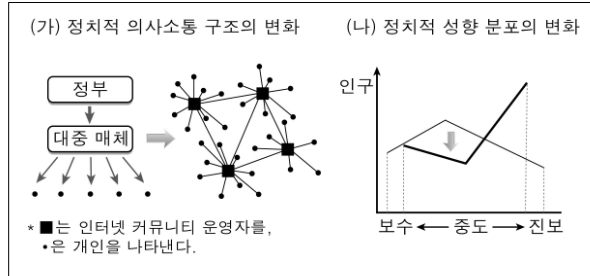 (가) 정치적 의사소통 구조의 변화
정부
대중 매체
* ■는 인터넷 커뮤니티 운영자를,
•은 개인을 나타낸다.
(나) 정치적 성향 분포의 변화
인구
보수 ← 중도 → 진보